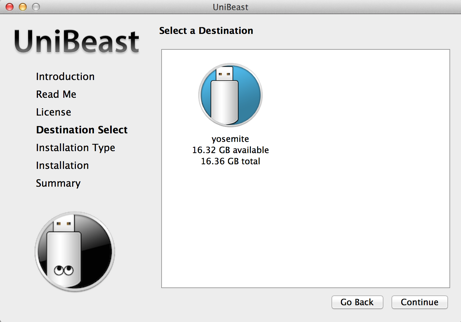 UniBeast
UniBeast
Select a Destination
Introduction
Read Me
License
Destination Select
Installation Type
Installation
Summary
yosemite
16.32 GB available
16.36 GB total
Go Back
Continue